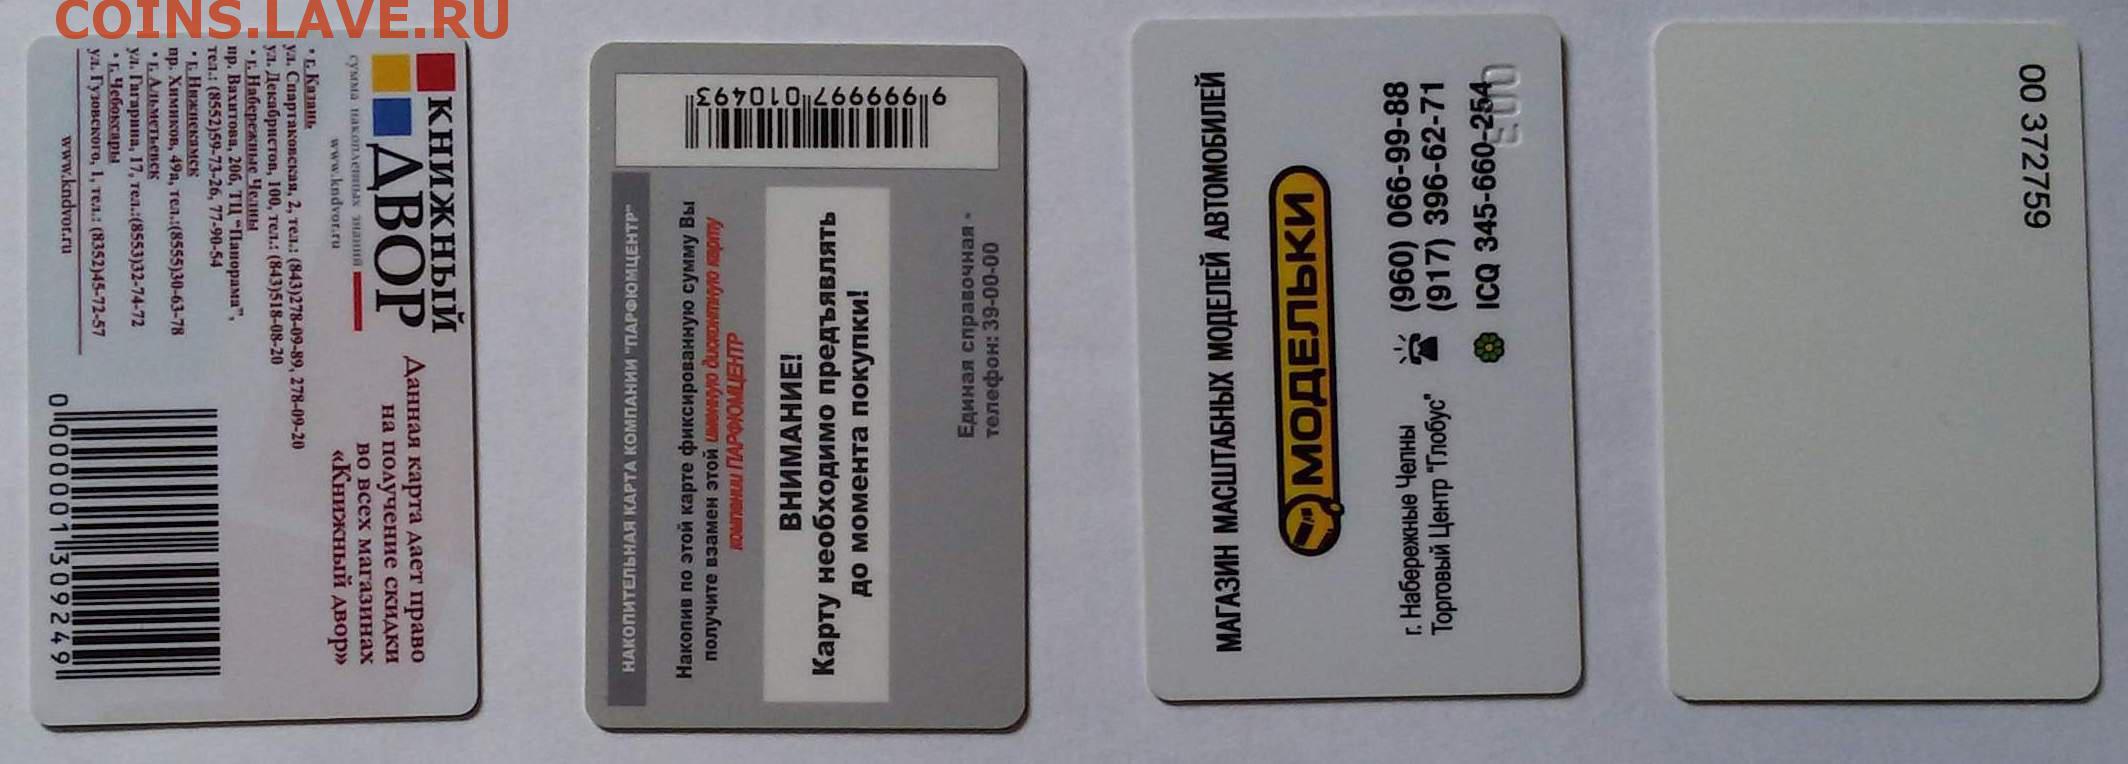 COINS.LAVE.RU
КНИЖНЫЙ
ДВОР
сумма накопленных знаний
www.kndvor.ru
• г. Казань
ул. Спартаковская, 2, тел.: (843)278-09-89, 278-09-20
ул. Декабристов, 100, тел.: (843)518-08-20
• г. Набережные Челны
пр. Вахитова, 20б, ТЦ "Панорама",
тел.: (8552)59-73-26, 77-90-54
• г. Нижнекамск
пр. Химиков, 49а, тел.:(8555)30-63-78
• г. Альметьевск
ул. Гагарина, 17, тел.:(8553)32-74-72
• г. Чебоксары
ул. Гузовского, 1, тел.: (8352)45-72-57
www.kndvor.ru
Данная карта дает право
на получение скидки
во всех магазинах
«Книжный двор»
0000001309249
9 999997 010493
НАКОПИТЕЛЬНАЯ КАРТА КОМПАНИИ "ПАРФЮМЦЕНТР"
Накопив по этой карте фиксированную сумму Вы
получите взамен этой именную дисконтную карту
компании ПАРФЮМЦЕНТР
ВНИМАНИЕ!
Карту необходимо предъявлять
до момента покупки!
Единая справочная -
телефон: 39-00-00
МАГАЗИН МАСШТАБНЫХ МОДЕЛЕЙ АВТОМОБИЛЕЙ
МОДЕЛЬКИ
г. Набережные Челны
Торговый Центр "Глобус"
(960) 066-99-88
(917) 396-62-71
ICQ 345-660-254
003
00 372759